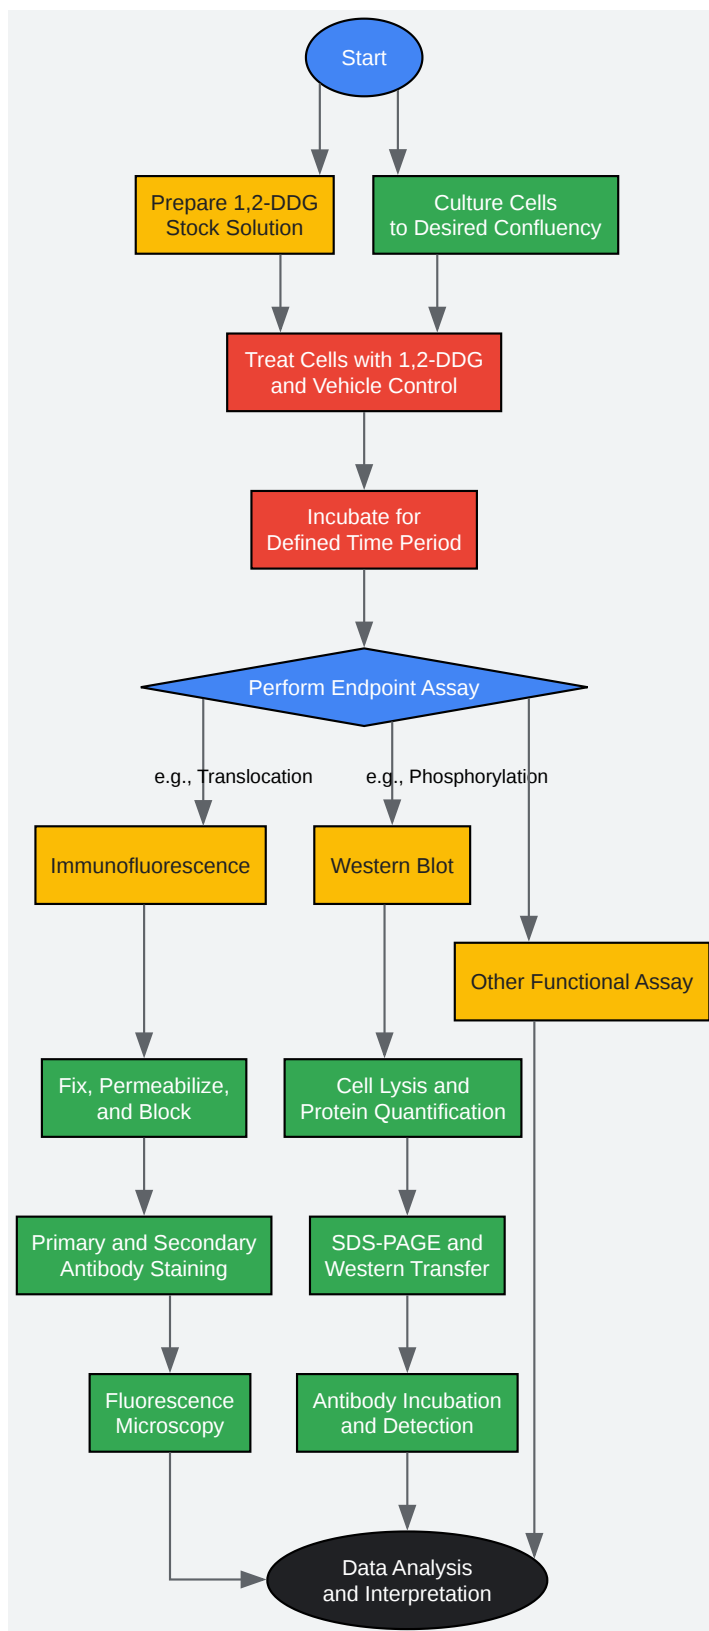 Start
Prepare 1,2-DDG
Stock Solution
Culture Cells
to Desired Confluency
Treat Cells with 1,2-DDG
and Vehicle Control
Incubate for
Defined Time Period
Perform Endpoint Assay
e.g., Translocation
e.g., Phosphorylation
Immunofluorescence
Western Blot
Other Functional Assay
Fix, Permeabilize,
and Block
Cell Lysis and
Protein Quantification
Primary and Secondary
Antibody Staining
SDS-PAGE and
Western Transfer
Fluorescence
Microscopy
Antibody Incubation
and Detection
Data Analysis
and Interpretation